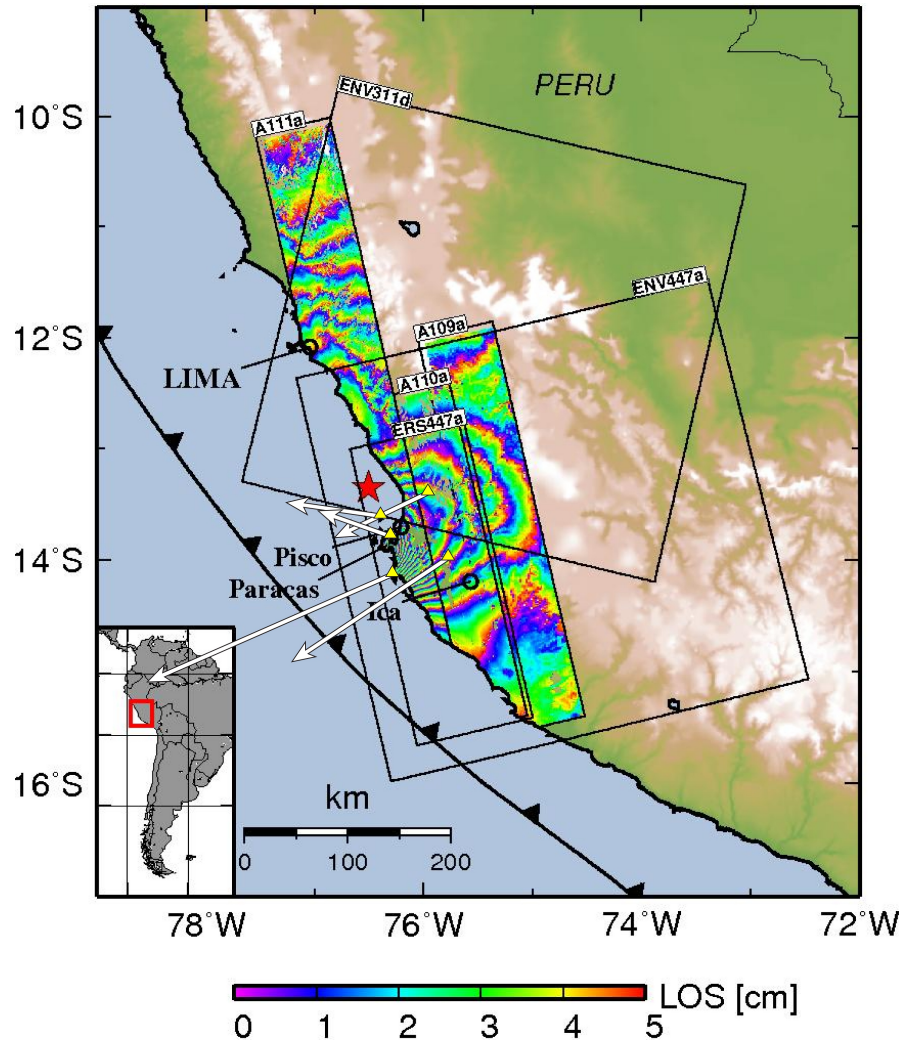 ENV311d
PERU
10°S
A111a
ENV447a
12°S
A109a
LIMA
A110a
ERS447a
14°S
Pisco
Paracas
Ica
16°S
km
0 100 200
78°W 76°W 74°W 72°W
LOS [cm]
0 1 2 3 4 5